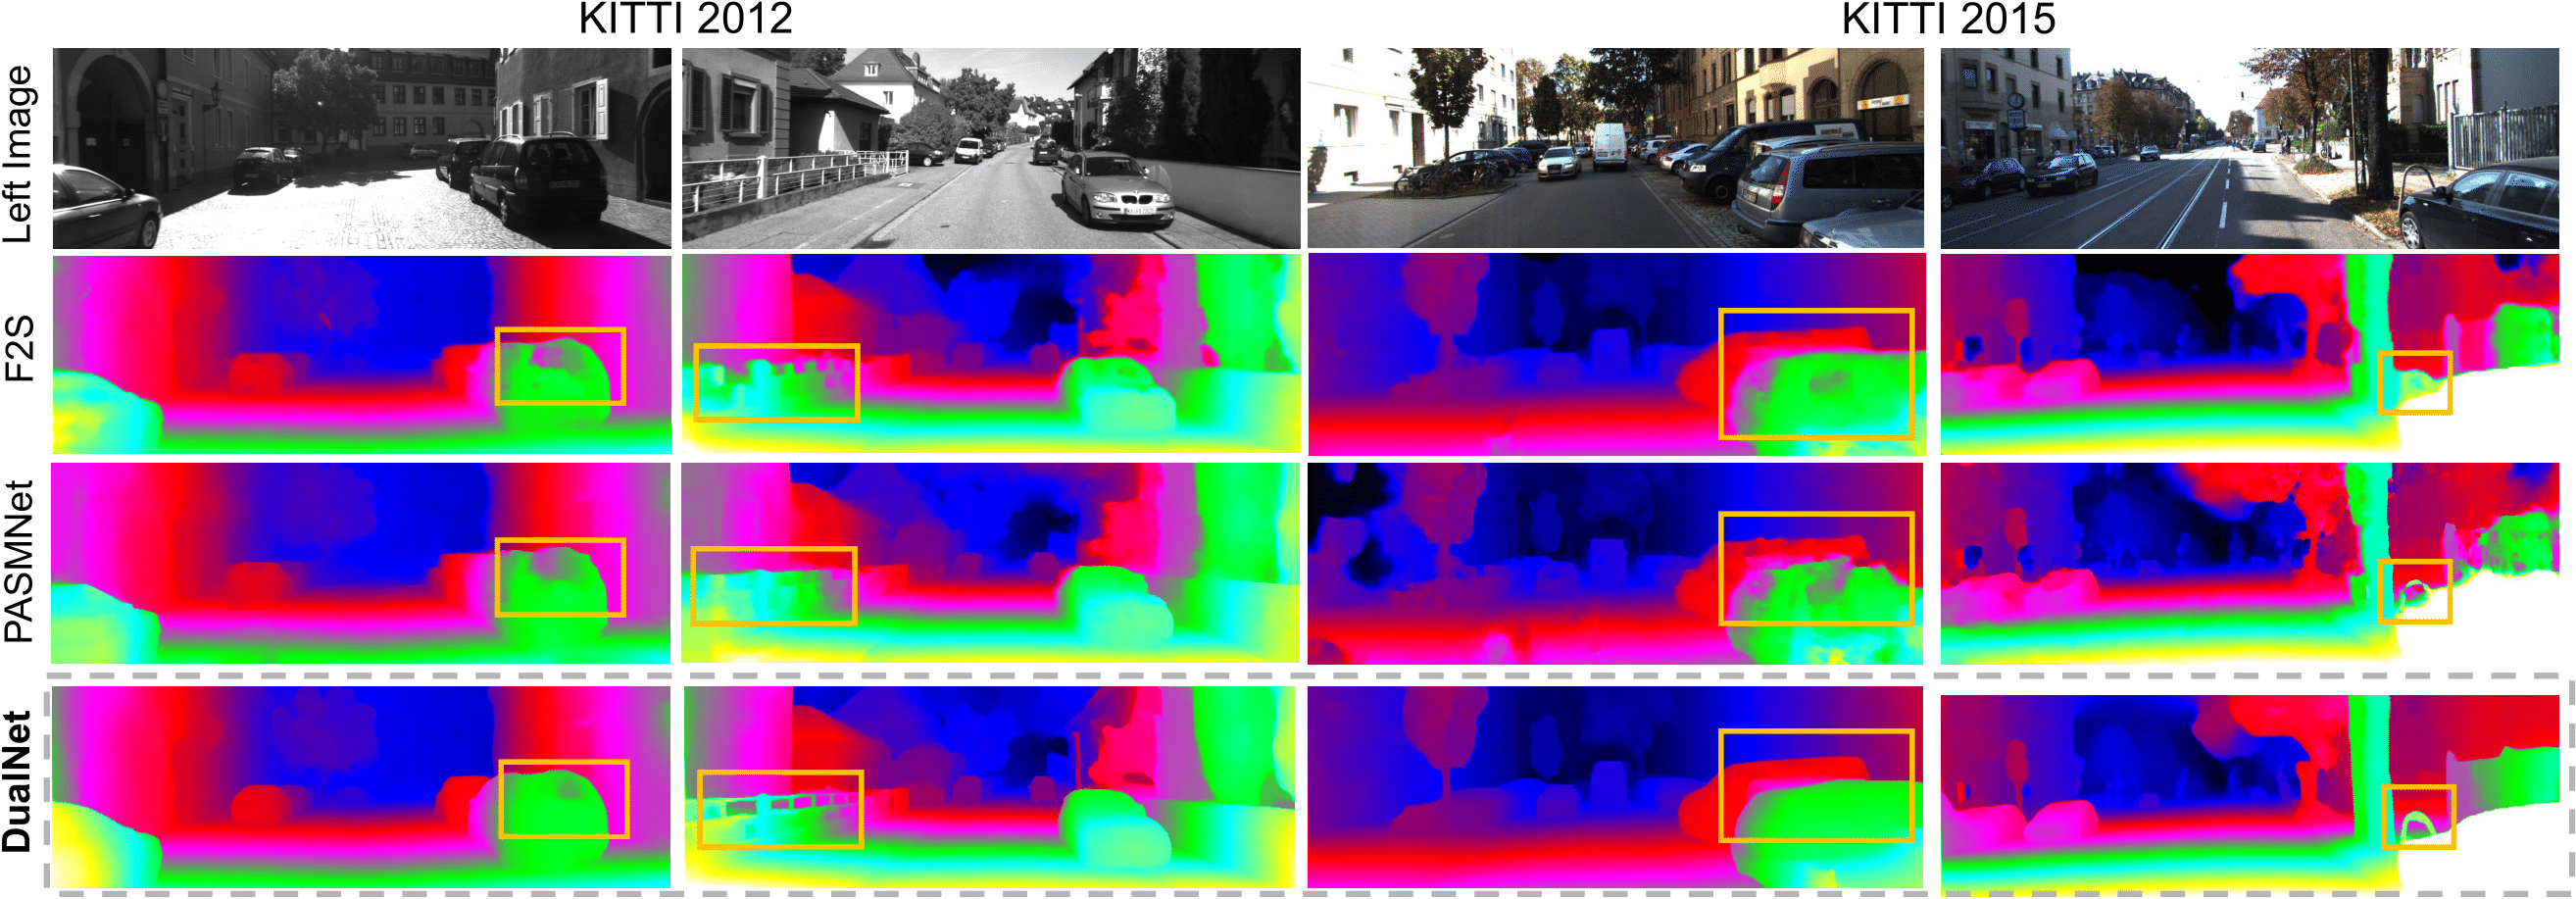 KITTI 2012
KITTI 2015
Left Image
F2S
PASMNet
DualNet